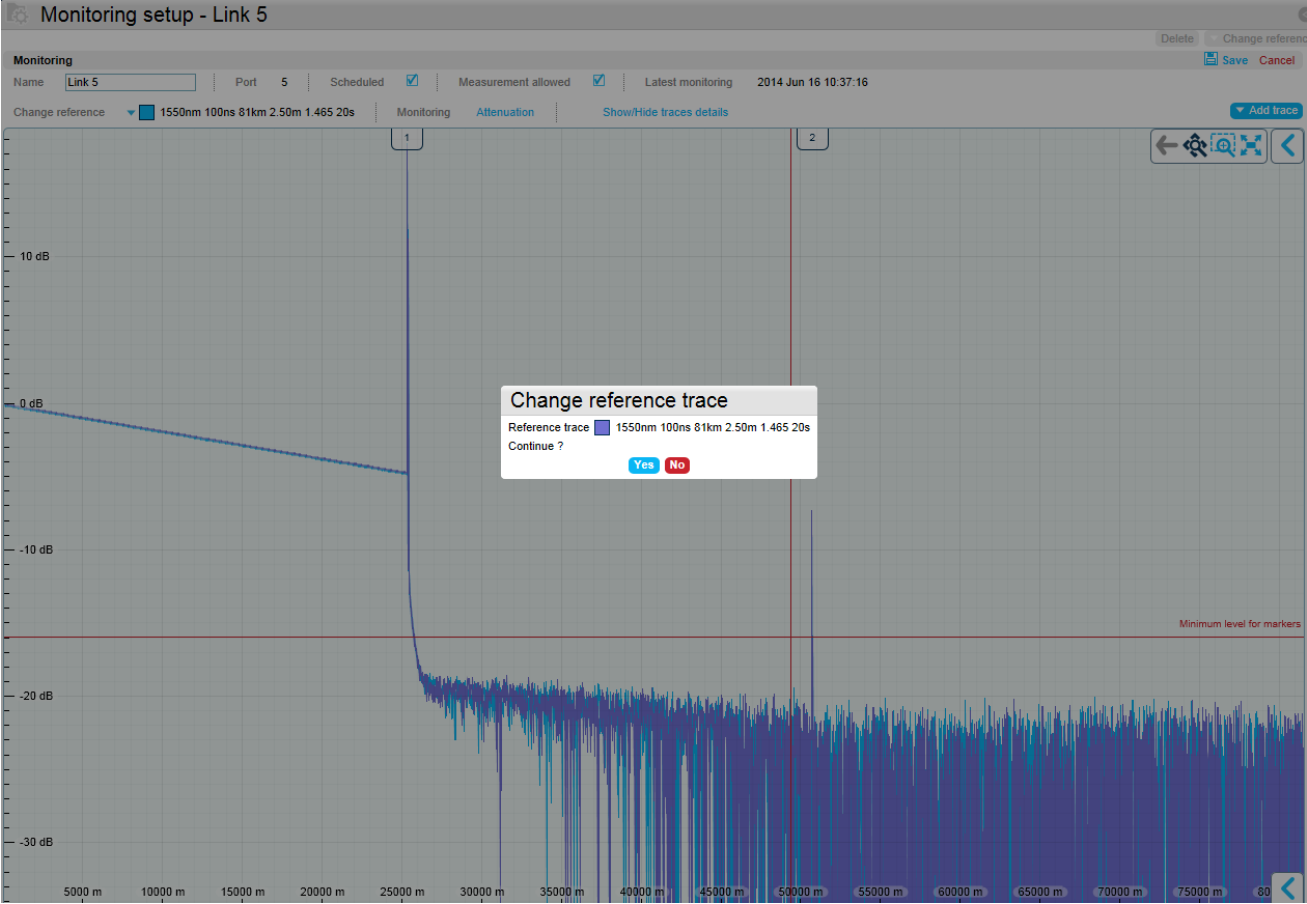 Monitoring setup - Link 5
Delete Change referenc
Monitoring
Save Cancel
Name Link 5 Port 5 Scheduled Measurement allowed Latest monitoring 2014 Jun 16 10:37:16
Change reference 1550nm 100ns 81km 2.50m 1.465 20s Monitoring Attenuation Show/Hide traces details Add trace
1 2
10 dB
0 dB
Change reference trace
Reference trace 1550nm 100ns 81km 2.50m 1.465 20s
Continue ?
Yes No
-10 dB
Minimum level for markers
-20 dB
-30 dB
5000 m 10000 m 15000 m 20000 m 25000 m 30000 m 35000 m 40000 m 45000 m 50000 m 55000 m 60000 m 65000 m 70000 m 75000 m 80